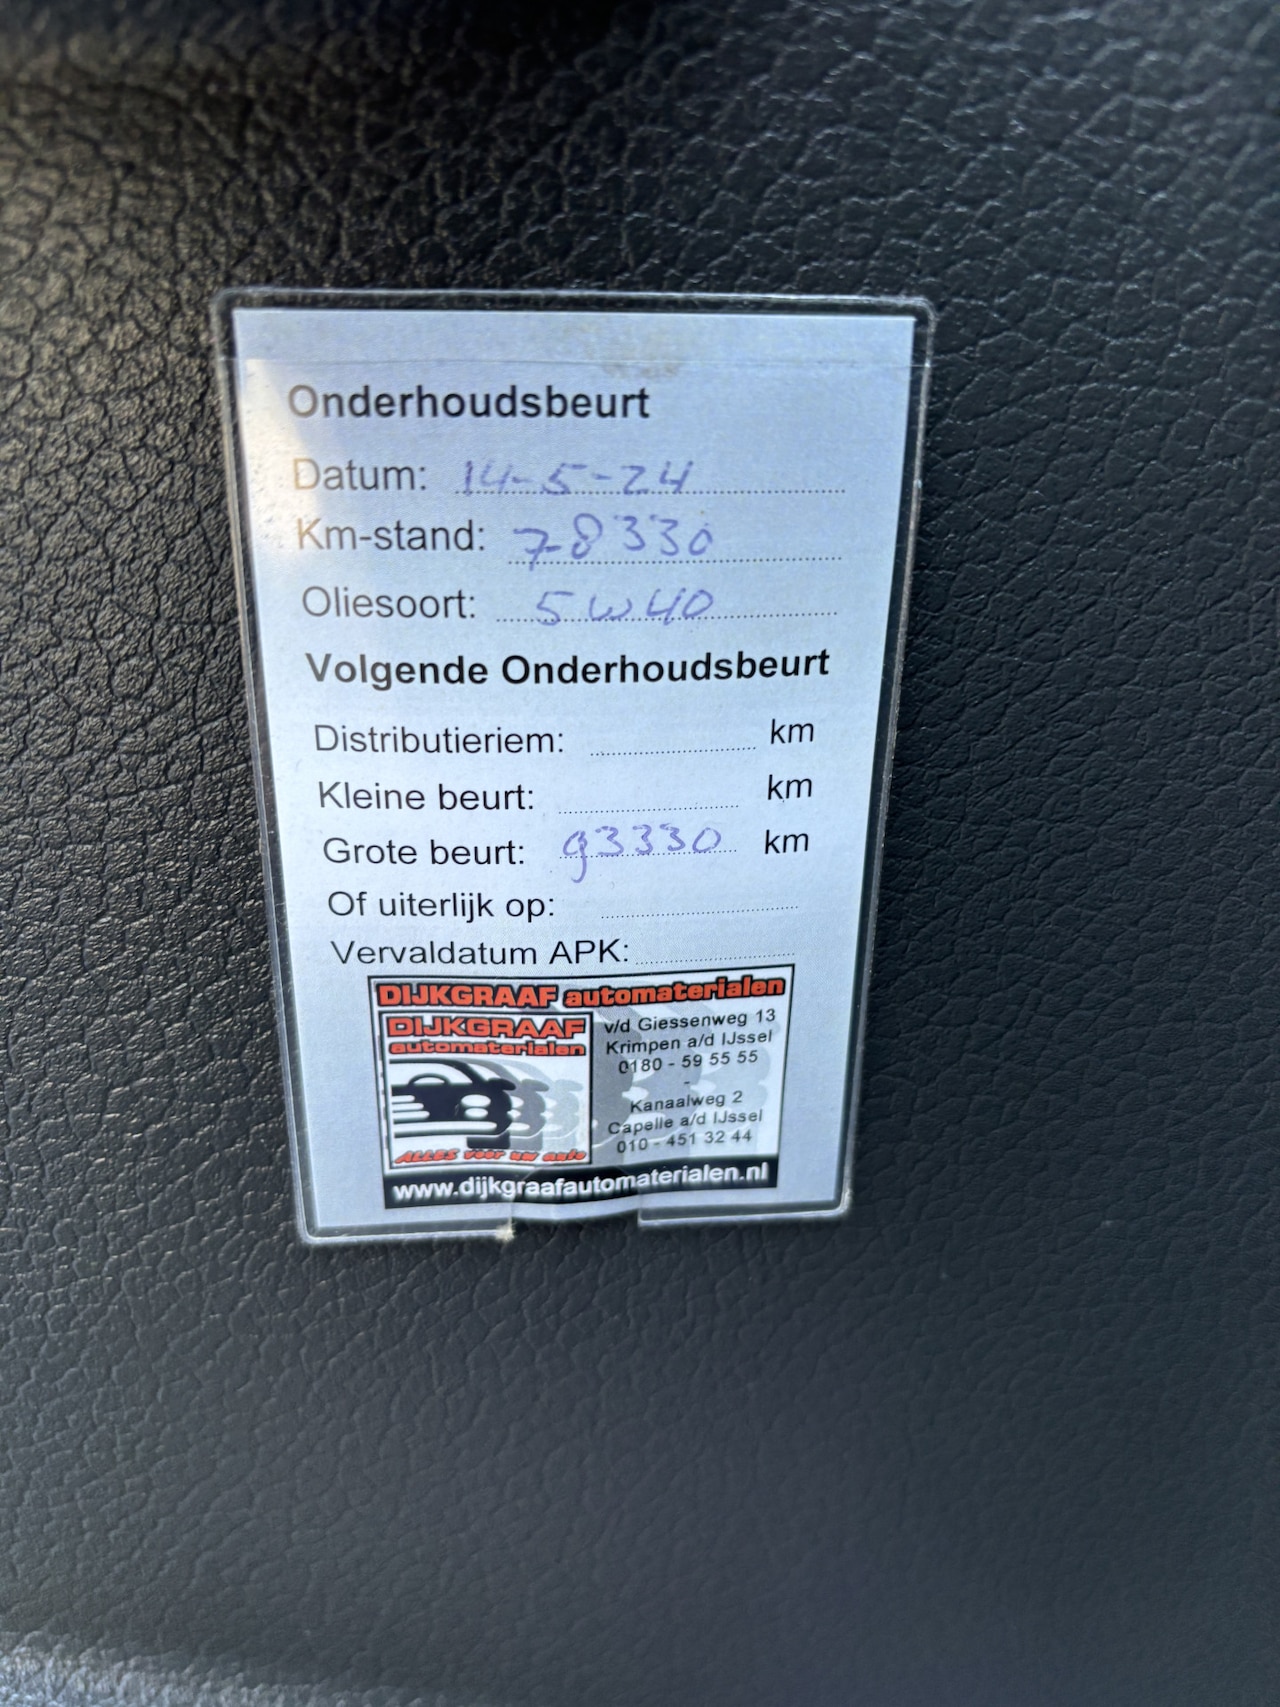 Onderhoudsbeurt
Datum: 14-5-24
Km-stand: 78330
Oliesoort: 5W40
Volgende Onderhoudsbeurt
Distributieriem: km
Kleine beurt: km
Grote beurt: 93330 km
Of uiterlijk op:
Vervaldatum APK:
DIJKGRAAF automaterialen
DIJKGRAAF
automaterialen
ALLES voor uw auto
v/d Giessenweg 13
Krimpen a/d IJssel
0180 - 59 55 55
-
Kanaalweg 2
Capelle a/d IJssel
010 - 451 32 44
www.dijkgraafautomaterialen.nl